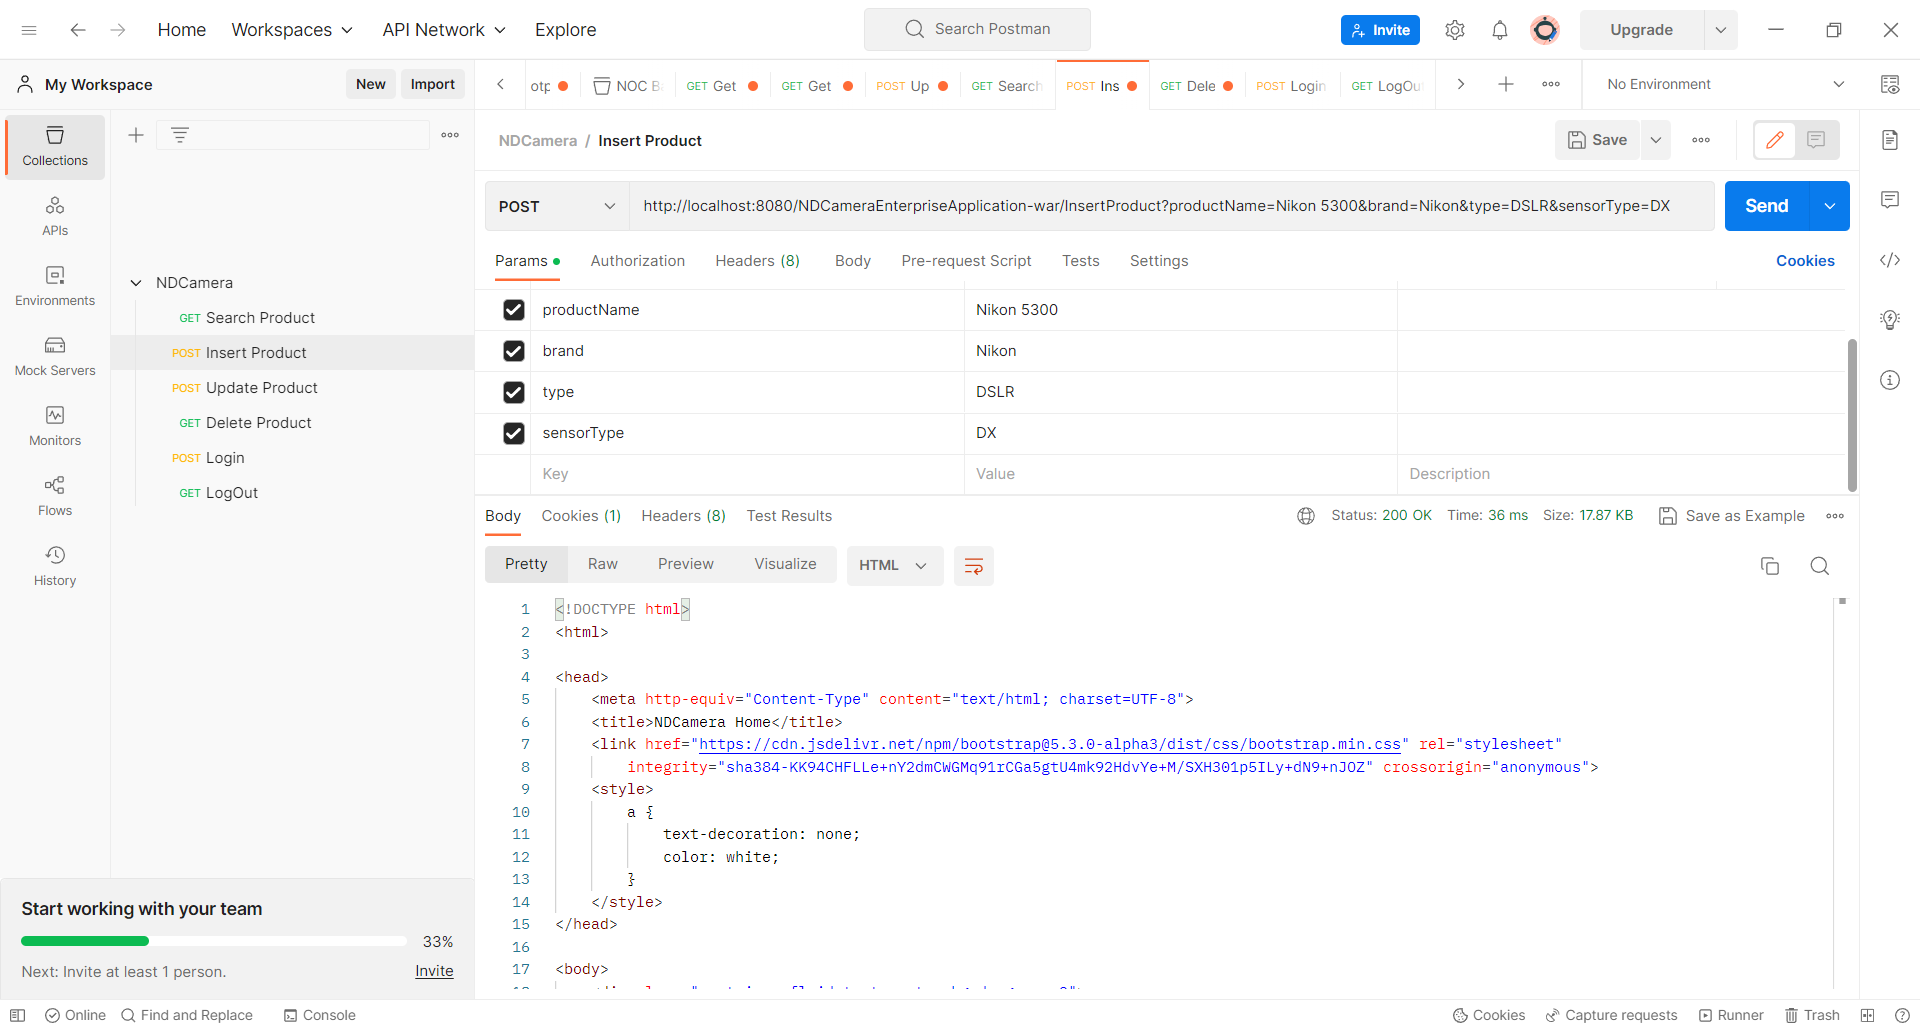 Home
Workspaces
API Network
Explore
Search Postman
Invite
Upgrade
My Workspace
New
Import
otp
NOC B
GET Get
GET Get
POST Up
GET Search
POST Ins
GET Dele
POST Login
GET LogOu
No Environment
Collections
APIs
Environments
Mock Servers
Monitors
Flows
History
NDCamera
GET Search Product
POST Insert Product
POST Update Product
GET Delete Product
POST Login
GET LogOut
NDCamera / Insert Product
Save
POST
http://localhost:8080/NDCameraEnterpriseApplication-war/InsertProduct?productName=Nikon 5300&brand=Nikon&type=DSLR&sensorType=DX
Send
Params
Authorization
Headers (8)
Body
Pre-request Script
Tests
Settings
Cookies
productName Nikon 5300
brand Nikon
type DSLR
sensorType DX
Key Value Description
Body
Cookies (1)
Headers (8)
Test Results
Status: 200 OK
Time: 36 ms
Size: 17.87 KB
Save as Example
Pretty
Raw
Preview
Visualize
HTML
1 <!DOCTYPE html>
2 <html>
3
4 <head>
5 <meta http-equiv="Content-Type" content="text/html; charset=UTF-8">
6 <title>NDCamera Home</title>
7 <link href="https://cdn.jsdelivr.net/npm/bootstrap@5.3.0-alpha3/dist/css/bootstrap.min.css" rel="stylesheet"
8 integrity="sha384-KK94CHFLLe+nY2dmCWGMq91rCGa5gtU4mk92HdvYe+M/SXH301p5ILy+dN9+nJOZ" crossorigin="anonymous">
9 <style>
10 a {
11 text-decoration: none;
12 color: white;
13 }
14 </style>
15 </head>
16
17 <body>
Start working with your team
33%
Next: Invite at least 1 person.
Invite
Online
Find and Replace
Console
Cookies
Capture requests
Runner
Trash